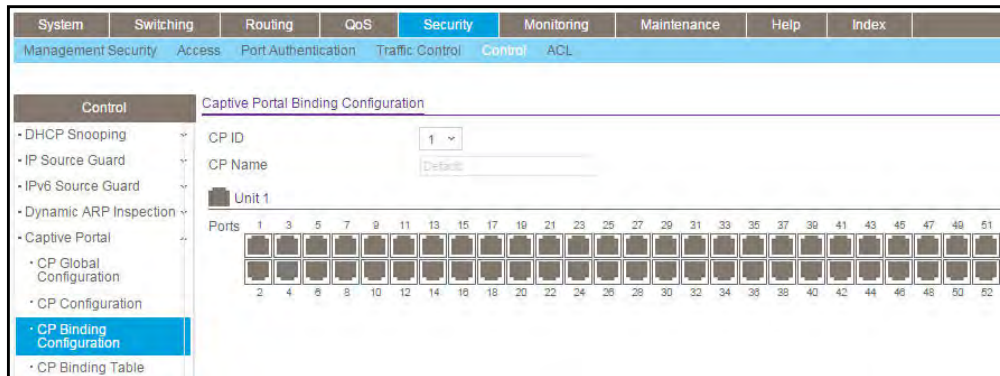 System Switching Routing QoS Security Monitoring Maintenance Help Index
Management Security Access Port Authentication Traffic Control Control ACL
Control
DHCP Snooping
IP Source Guard
IPv6 Source Guard
Dynamic ARP Inspection
Captive Portal
CP Global
Configuration
CP Configuration
CP Binding
Configuration
CP Binding Table
Captive Portal Binding Configuration
CP ID 1
CP Name Default
Unit 1
Ports 1 3 5 7 9 11 13 15 17 19 21 23 25 27 29 31 33 35 37 39 41 43 45 47 49 51
2 4 6 8 10 12 14 16 18 20 22 24 26 28 30 32 34 36 38 40 42 44 46 48 50 52